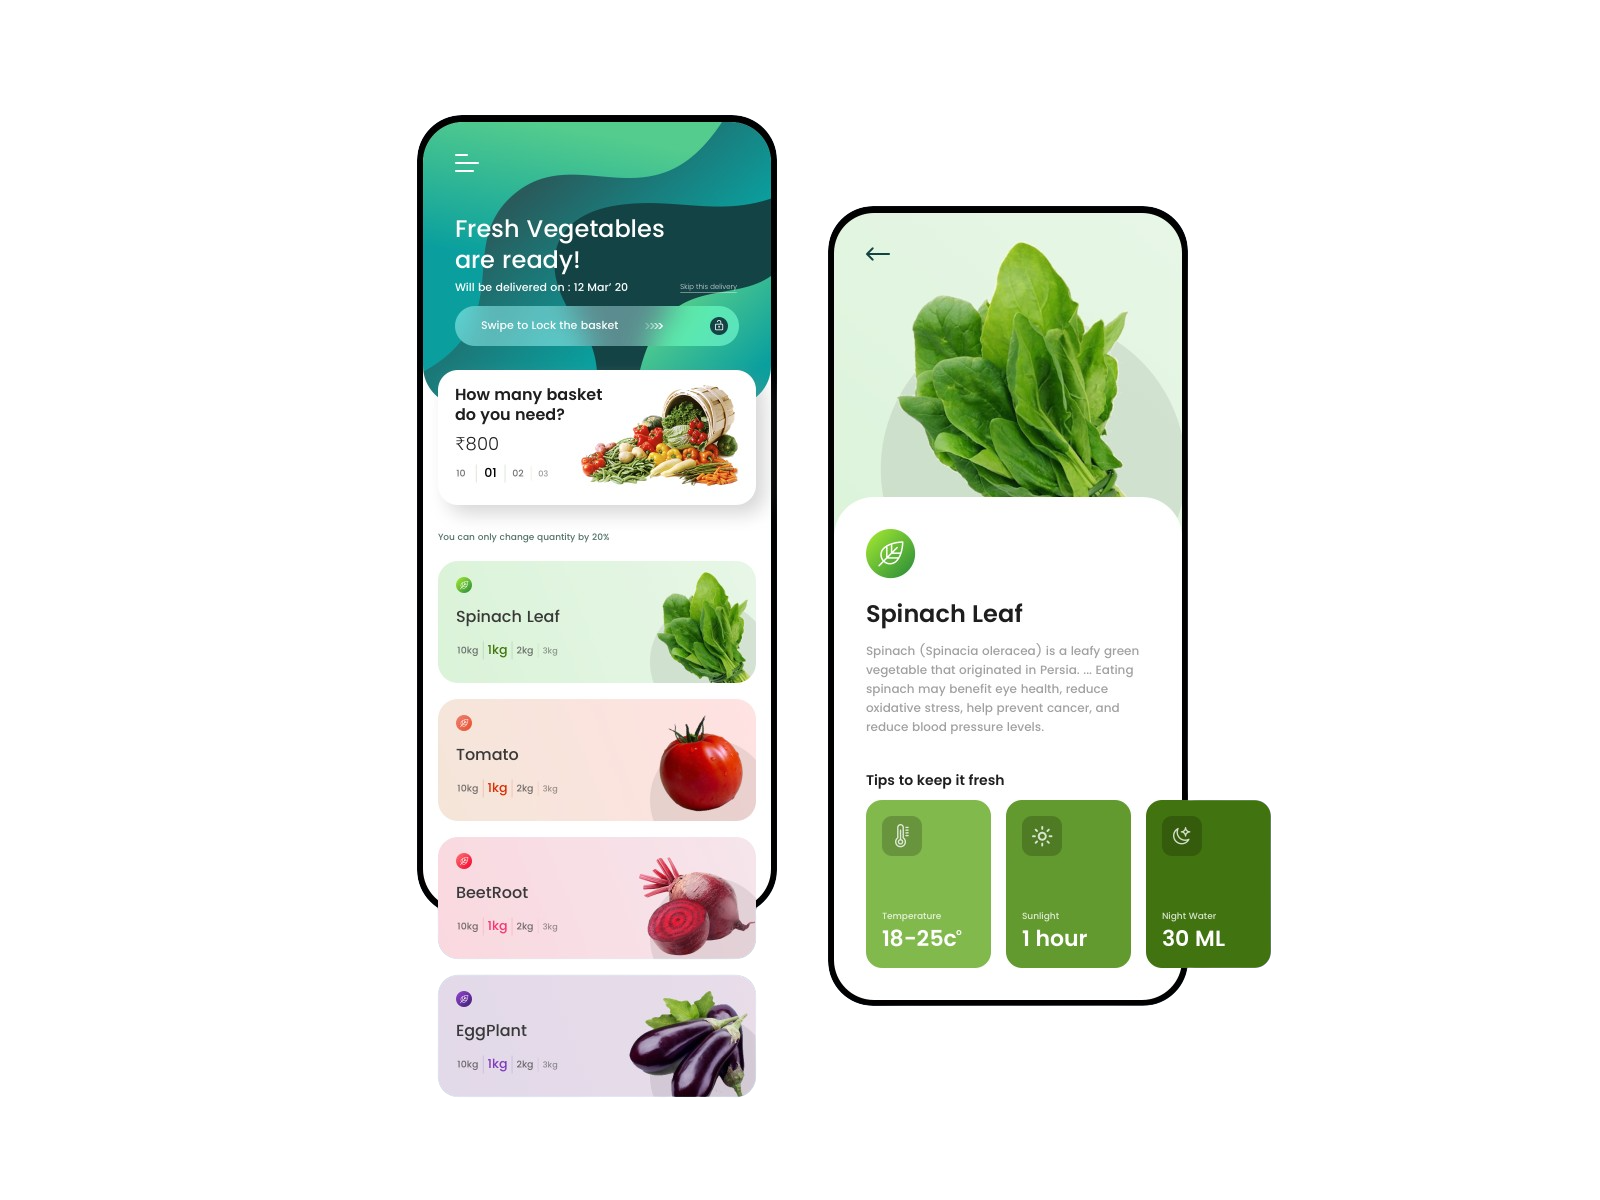 Fresh Vegetables
are ready!
Will be delivered on : 12 Mar' 20
Skip this delivery
Swipe to Lock the basket
How many basket
do you need?
₹800
10 01 02 03
You can only change quantity by 20%
Spinach Leaf
10kg 1kg 2kg 3kg
Tomato
10kg 1kg 2kg 3kg
BeetRoot
10kg 1kg 2kg 3kg
EggPlant
10kg 1kg 2kg 3kg
Spinach Leaf
Spinach (Spinacia oleracea) is a leafy green
vegetable that originated in Persia. ... Eating
spinach may benefit eye health, reduce
oxidative stress, help prevent cancer, and
reduce blood pressure levels.
Tips to keep it fresh
Temperature
18-25c°
Sunlight
1 hour
Night Water
30 ML